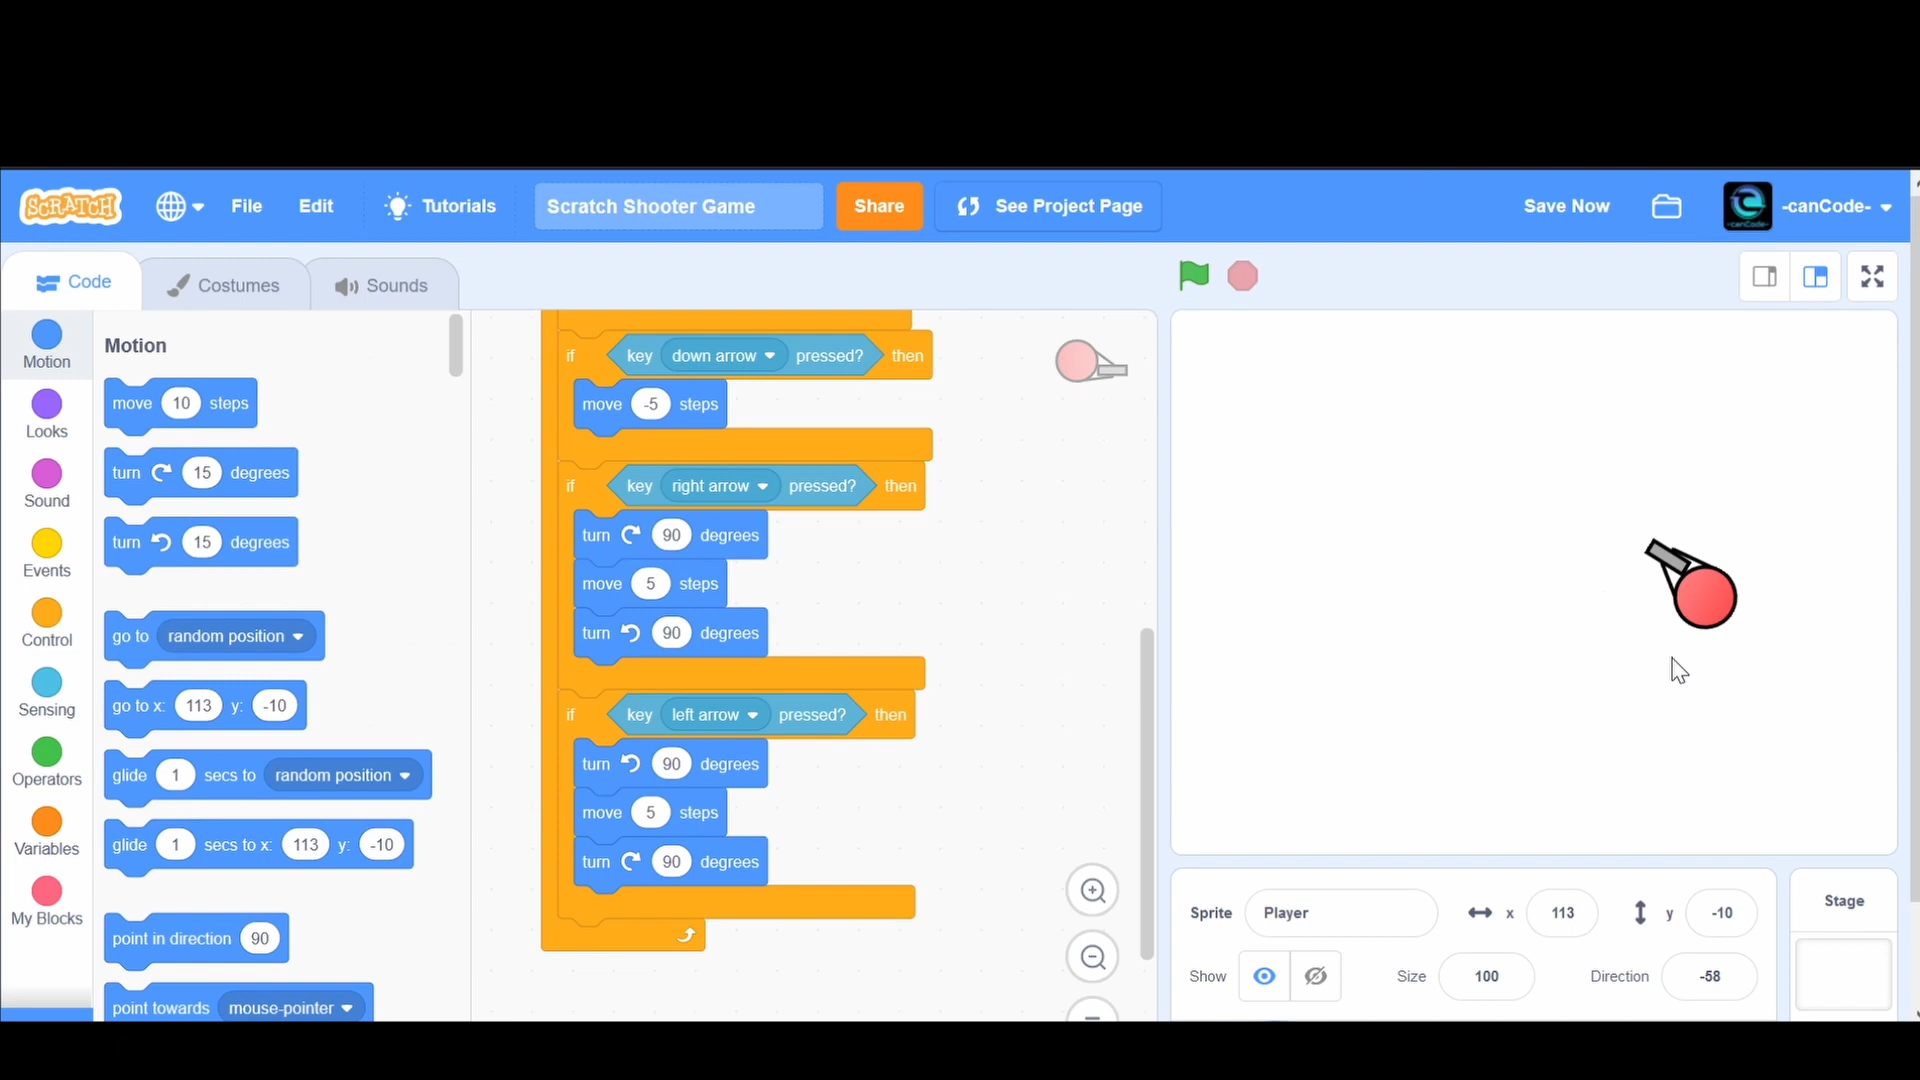 SCRATCH File Edit Tutorials Scratch Shooter Game Share See Project Page Save Now -canCode- -canCode-
Code Costumes Sounds
Motion
Looks
Sound
Events
Control
Sensing
Operators
Variables
My Blocks
Motion
move 10 steps
turn 15 degrees
turn 15 degrees
go to random position
go to x: 113 y: -10
glide 1 secs to random position
glide 1 secs to x: 113 y: -10
point in direction 90
point towards mouse-pointer
if key down arrow pressed? then
move -5 steps
if key right arrow pressed? then
turn 90 degrees
move 5 steps
turn 90 degrees
if key left arrow pressed? then
turn 90 degrees
move 5 steps
turn 90 degrees
Sprite Player x 113 y -10
Show Size 100 Direction -58
Stage